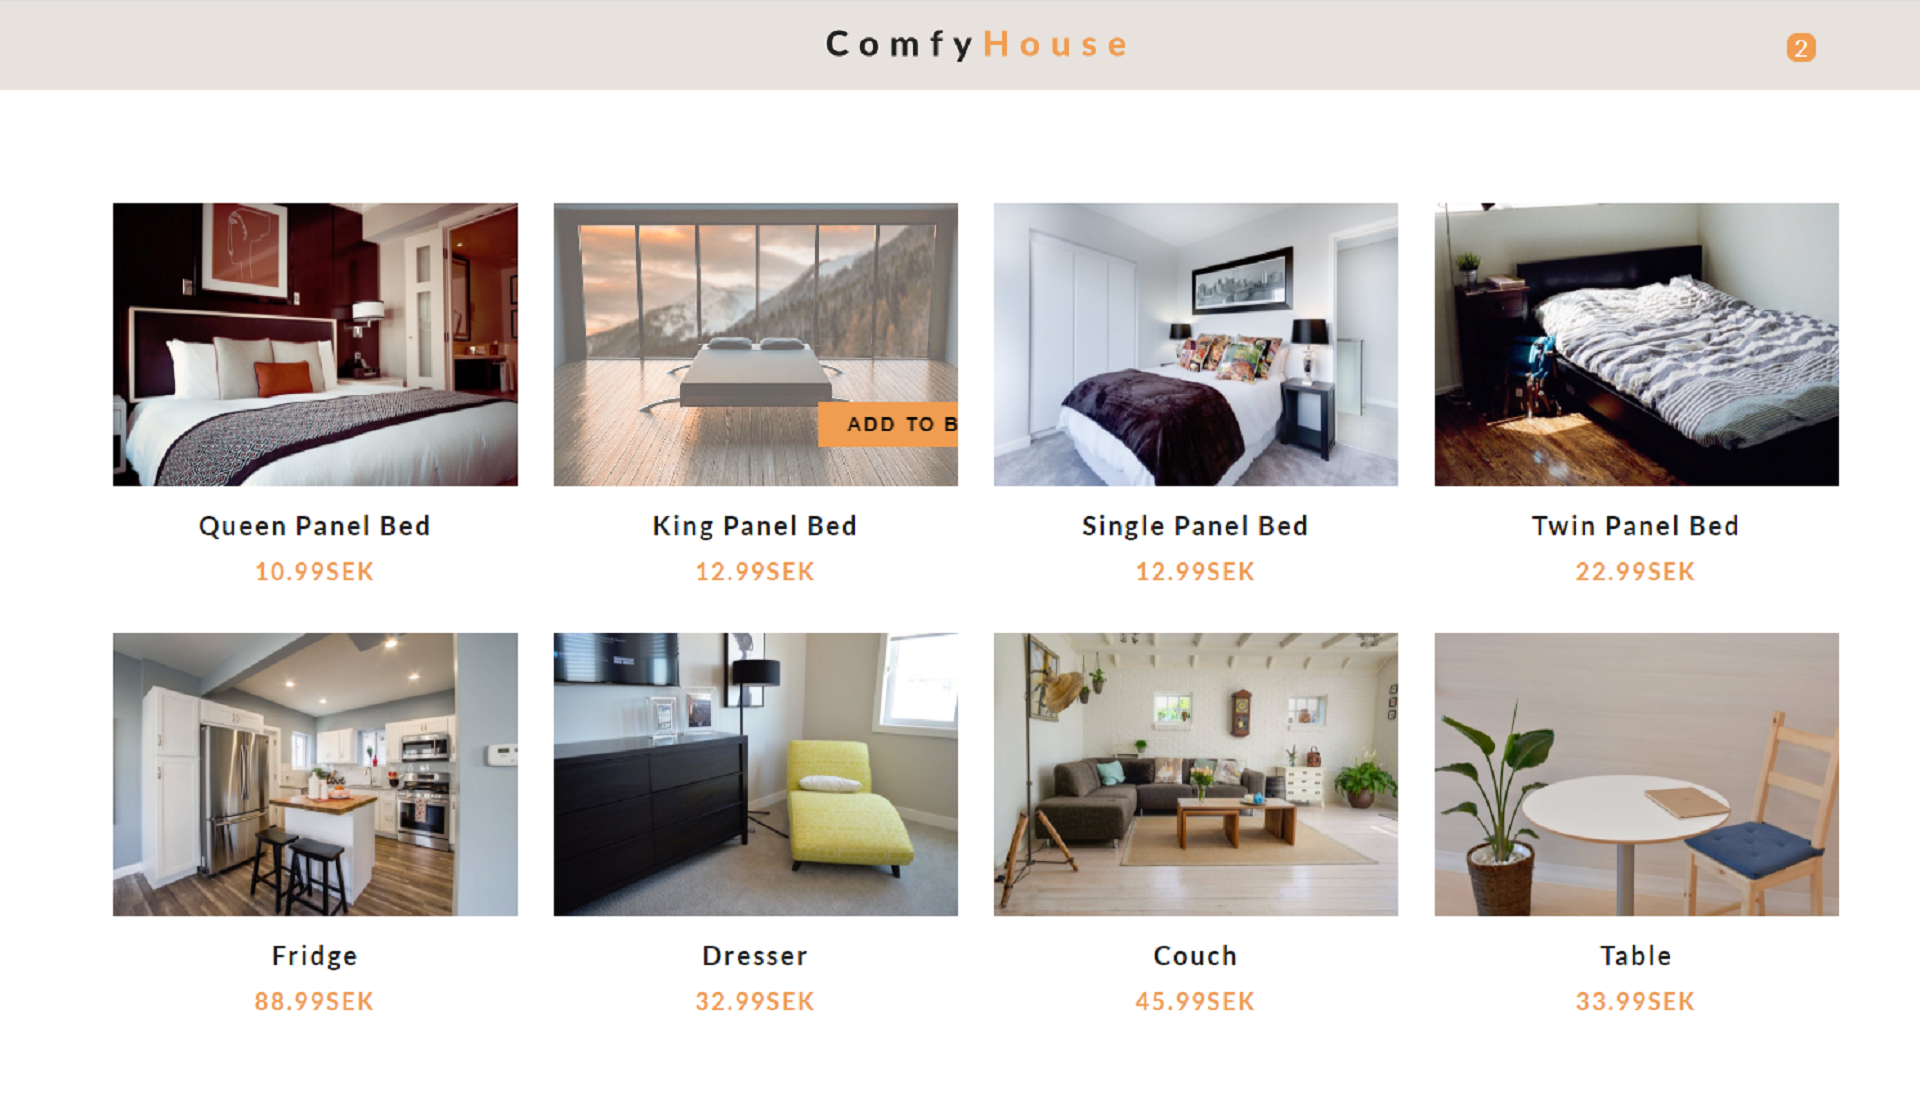 ComfyHouse
2
ADD TO B
Queen Panel Bed
King Panel Bed
Single Panel Bed
Twin Panel Bed
10.99SEK
12.99SEK
12.99SEK
22.99SEK
Fridge
Dresser
Couch
Table
88.99SEK
32.99SEK
45.99SEK
33.99SEK